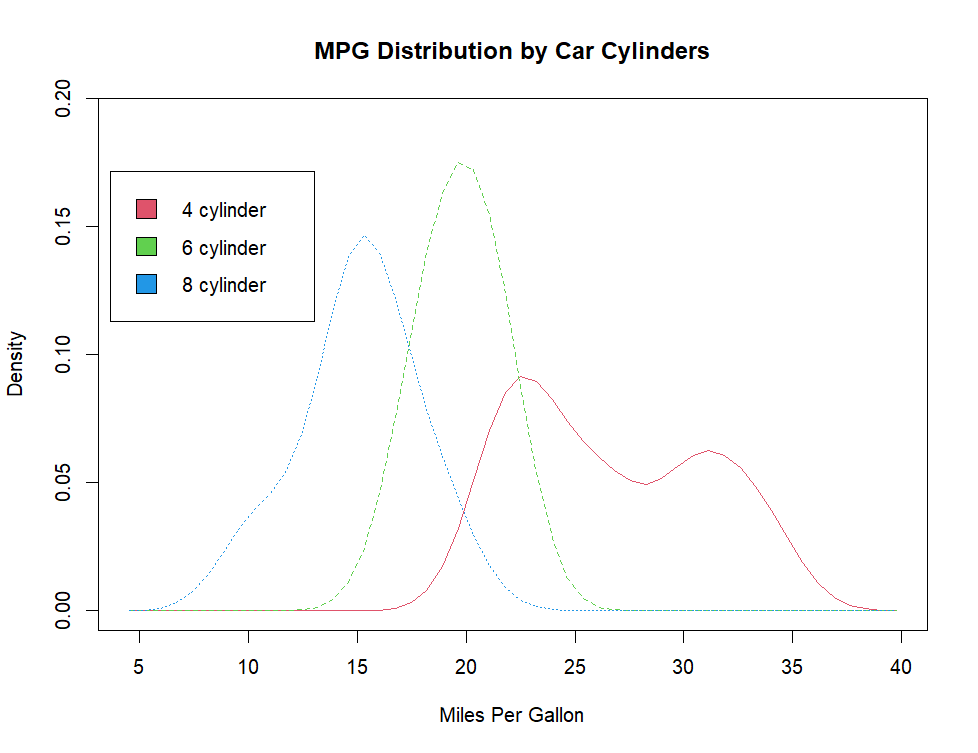 MPG Distribution by Car Cylinders
0.20
0.15
0.10
0.05
0.00
Density
4 cylinder
6 cylinder
8 cylinder
5 10 15 20 25 30 35 40
Miles Per Gallon